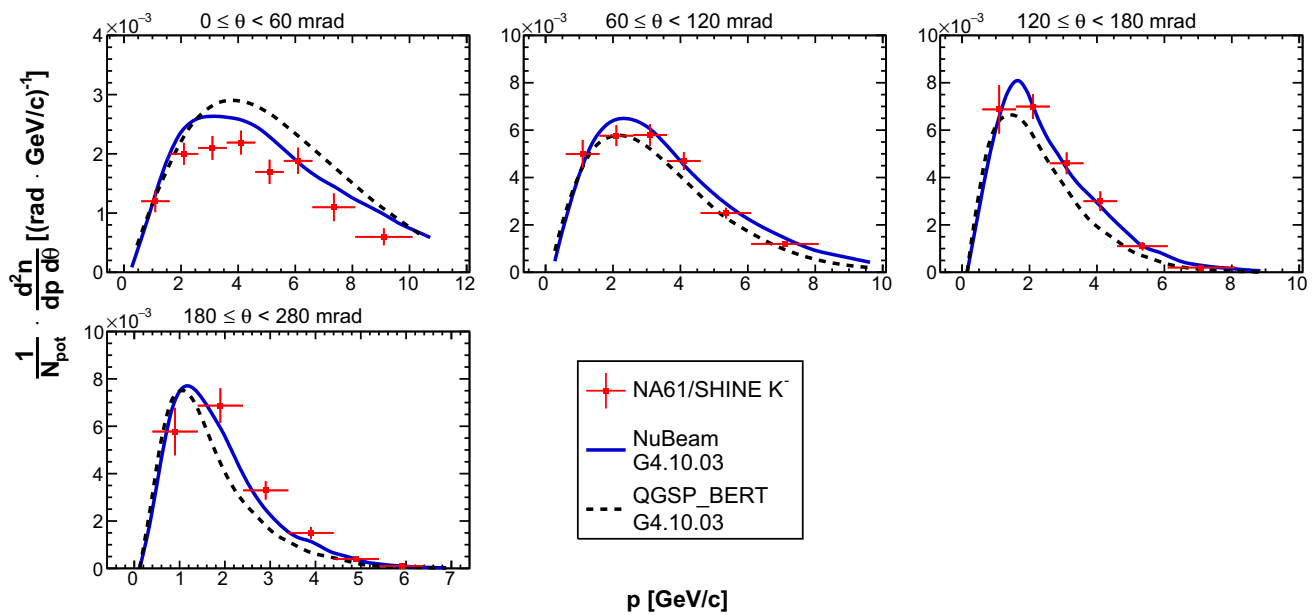 0 ≤ θ < 60 mrad
60 ≤ θ < 120 mrad
120 ≤ θ < 180 mrad
×10⁻³
×10⁻³
×10⁻³
4
3
2
1
0
0 2 4 6 8 10 12
10
8
6
4
2
0
0 2 4 6 8 10
10
8
6
4
2
0
0 2 4 6 8 10
1/N_pot · d²n/dp dθ [(rad · GeV/c)⁻¹]
180 ≤ θ < 280 mrad
×10⁻³
10
8
6
4
2
0
0 1 2 3 4 5 6 7
NA61/SHINE K⁻
NuBeam
G4.10.03
QGSP_BERT
G4.10.03
p [GeV/c]